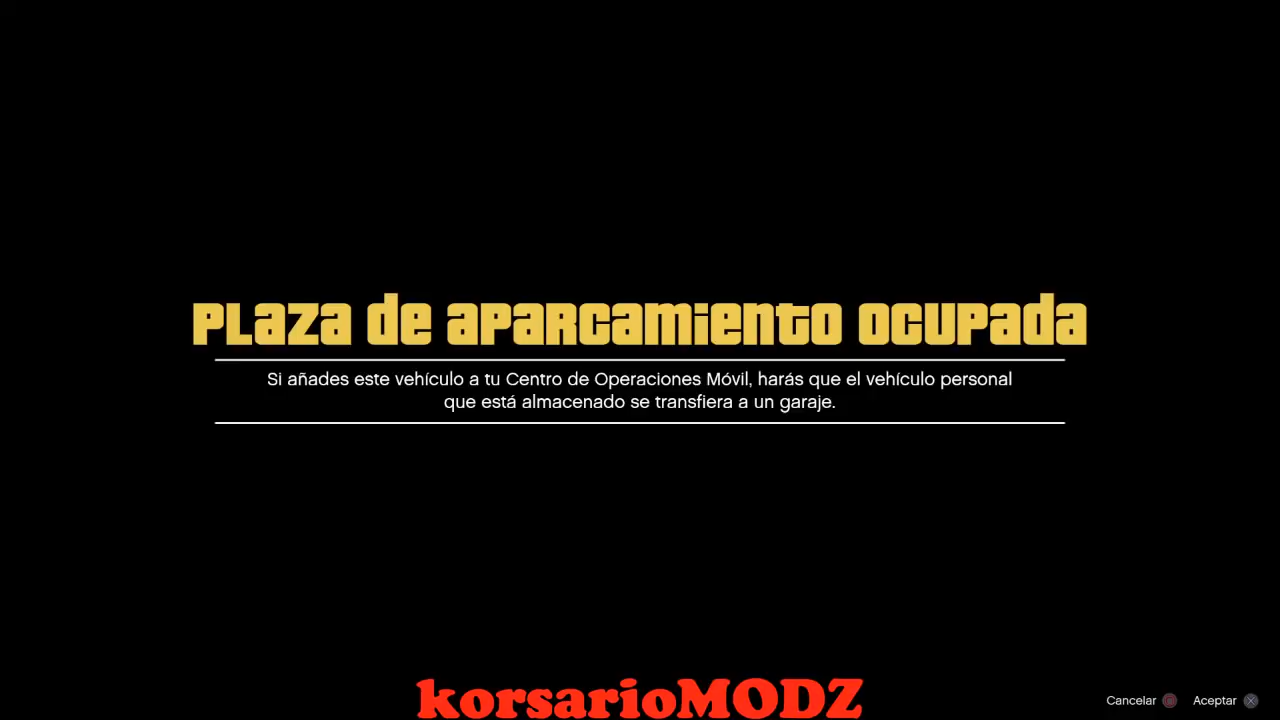 PLAZA DE APARCAMIENTO OCUPADA
Si añades este vehículo a tu Centro de Operaciones Móvil, harás que el vehículo personal
que está almacenado se transfiera a un garaje.
korsarioMODZ
Cancelar Aceptar